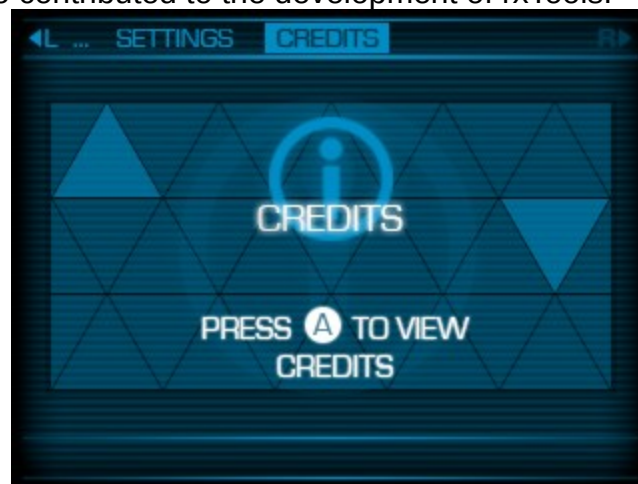 contributed to the development of rxTools.
L ... SETTINGS CREDITS R
CREDITS
PRESS A TO VIEW
CREDITS